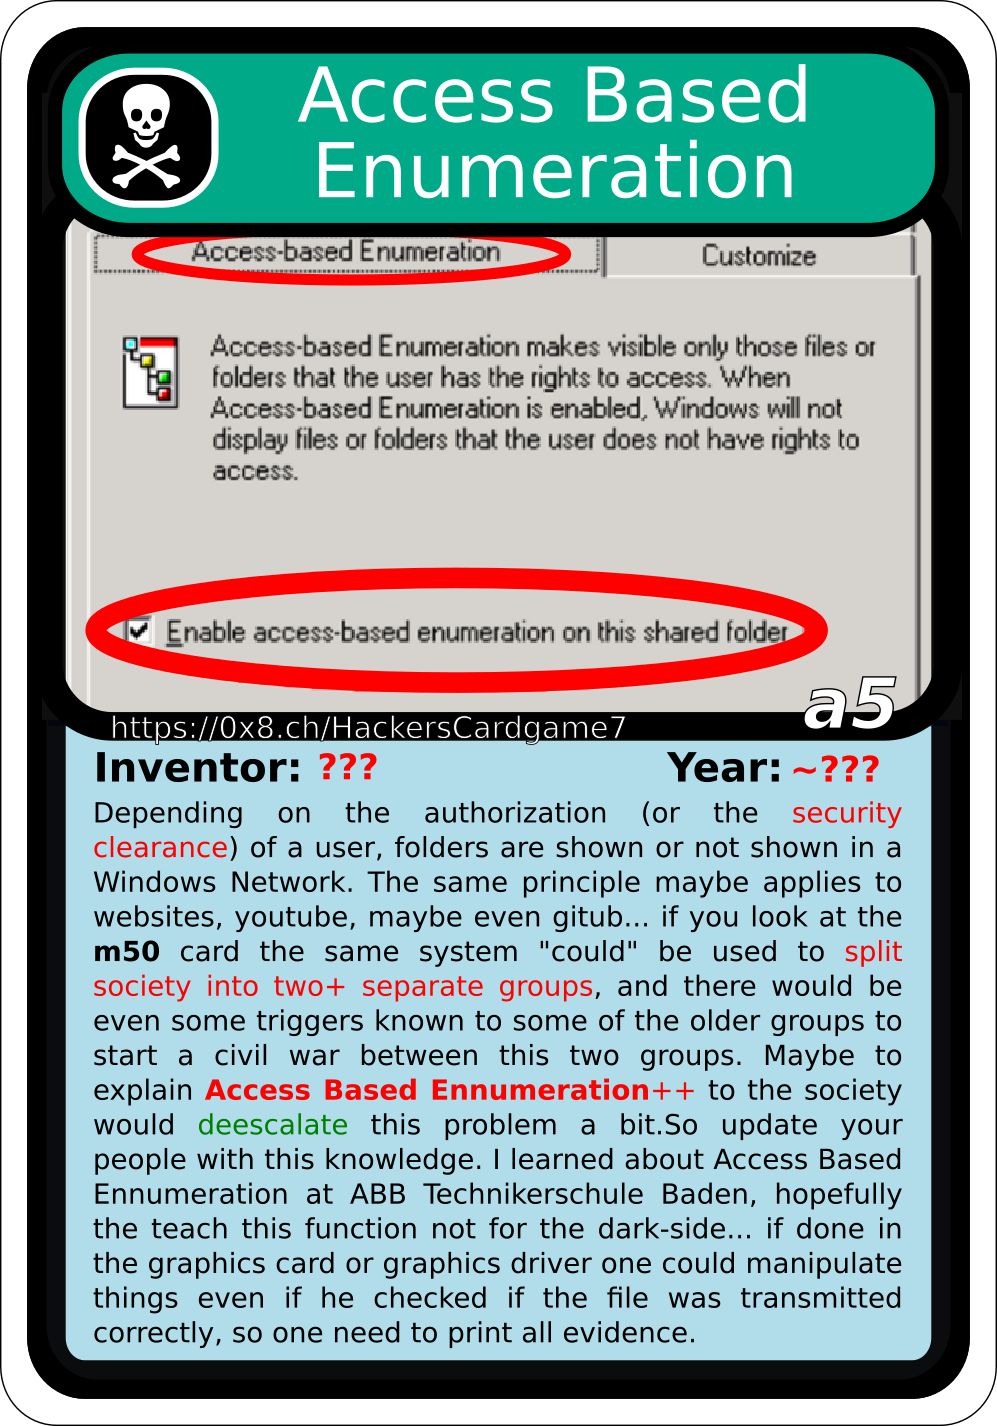 Access Based
Enumeration
Access-based Enumeration
Customize
Access-based Enumeration makes visible only those files or
folders that the user has the rights to access. When
Access-based Enumeration is enabled, Windows will not
display files or folders that the user does not have rights to
access.
Enable access-based enumeration on this shared folder
a5
https://0x8.ch/HackersCardgame7
Inventor: ??? Year: ~???
Depending on the authorization (or the security
clearance) of a user, folders are shown or not shown in a
Windows Network. The same principle maybe applies to
websites, youtube, maybe even gitub... if you look at the
m50 card the same system "could" be used to split
society into two+ separate groups, and there would be
even some triggers known to some of the older groups to
start a civil war between this two groups. Maybe to
explain Access Based Ennumeration++ to the society
would deescalate this problem a bit.So update your
people with this knowledge. I learned about Access Based
Ennumeration at ABB Technikerschule Baden, hopefully
the teach this function not for the dark-side... if done in
the graphics card or graphics driver one could manipulate
things even if he checked if the file was transmitted
correctly, so one need to print all evidence.